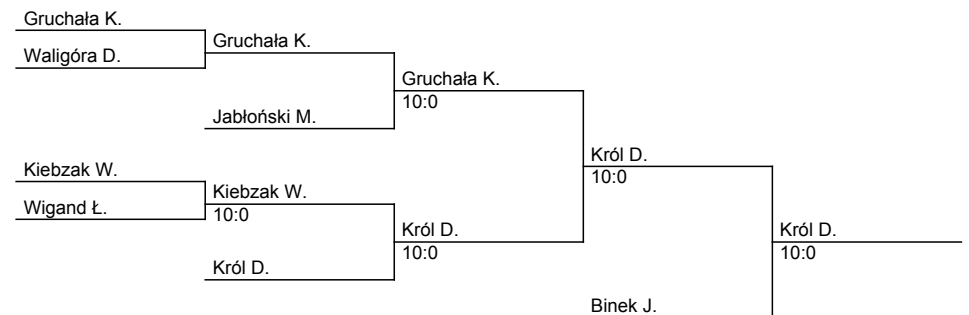 Gruchała K.
Waligóra D.
Gruchała K.
Jabłoński M.
Gruchała K.
10:0
Kiebzak W.
Wigand Ł.
Kiebzak W.
10:0
Król D.
Król D.
10:0
Król D.
10:0
Binek J.
Król D.
10:0